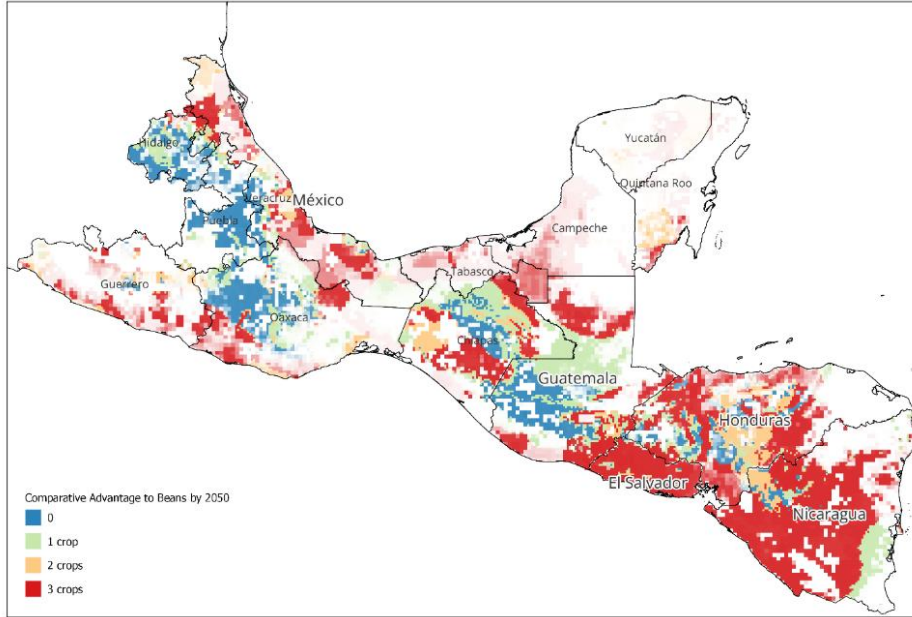 Yucatán
Hidalgo
Quintana Roo
Veracruz
México
Puebla
Campeche
Tabasco
Guerrero
Oaxaca
Chiapas
Guatemala
Honduras
El Salvador
Nicaragua
Comparative Advantage to Beans by 2050
0
1 crop
2 crops
3 crops